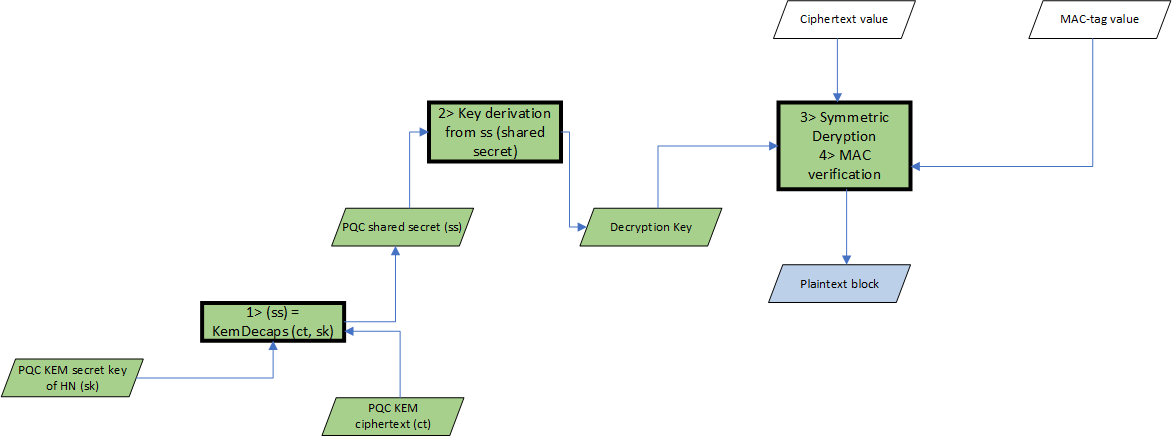 Ciphertext value
MAC-tag value
2> Key derivation
from ss (shared
secret)
3> Symmetric
Deryption
4> MAC
verification
PQC shared secret (ss)
Decryption Key
Plaintext block
1> (ss) =
KemDecaps (ct, sk)
PQC KEM secret key
of HN (sk)
PQC KEM
ciphertext (ct)